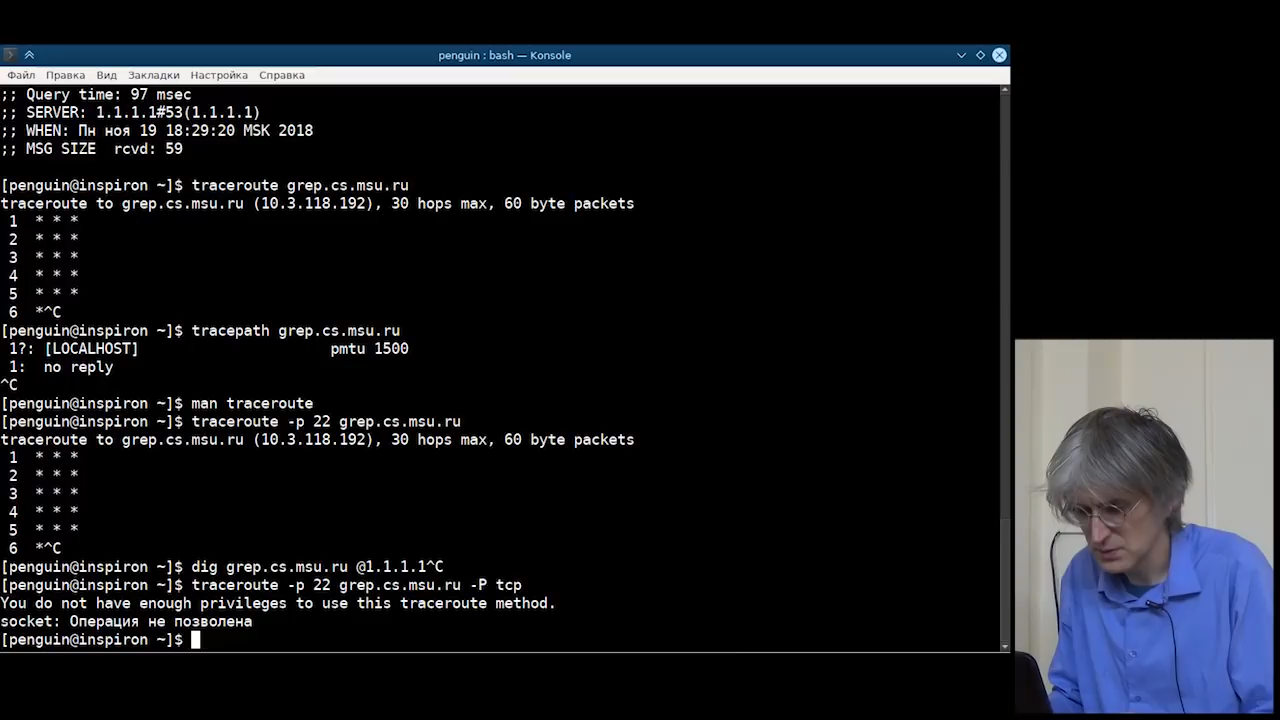 penguin : bash — Konsole
Файл Правка Вид Закладки Настройка Справка
;; Query time: 97 msec
;; SERVER: 1.1.1.1#53(1.1.1.1)
;; WHEN: Пн ноя 19 18:29:20 MSK 2018
;; MSG SIZE  rcvd: 59
[penguin@inspiron ~]$ traceroute grep.cs.msu.ru
traceroute to grep.cs.msu.ru (10.3.118.192), 30 hops max, 60 byte packets
 1  * * *
 2  * * *
 3  * * *
 4  * * *
 5  * * *
 6  *^C
[penguin@inspiron ~]$ tracepath grep.cs.msu.ru
 1?: [LOCALHOST]                      pmtu 1500
 1:  no reply
^C
[penguin@inspiron ~]$ man traceroute
[penguin@inspiron ~]$ traceroute -p 22 grep.cs.msu.ru
traceroute to grep.cs.msu.ru (10.3.118.192), 30 hops max, 60 byte packets
 1  * * *
 2  * * *
 3  * * *
 4  * * *
 5  * * *
 6  *^C
[penguin@inspiron ~]$ dig grep.cs.msu.ru @1.1.1.1^C
[penguin@inspiron ~]$ traceroute -p 22 grep.cs.msu.ru -P tcp
You do not have enough privileges to use this traceroute method.
socket: Операция не позволена
[penguin@inspiron ~]$